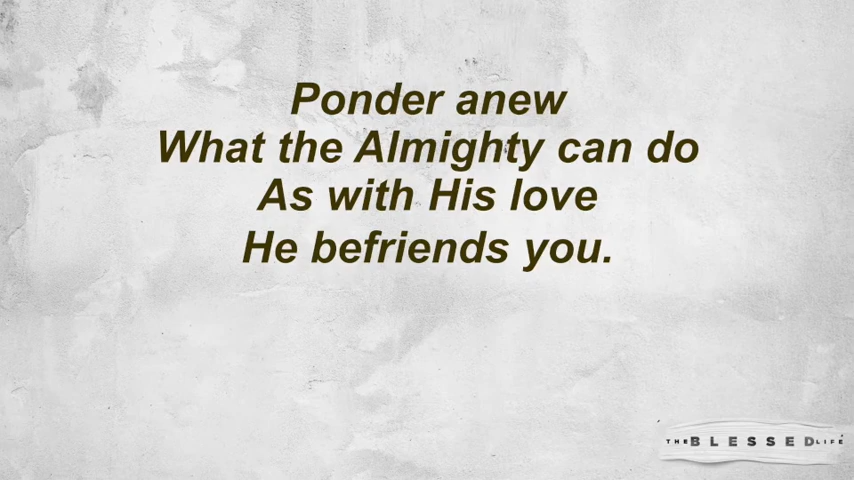 Ponder anew
What the Almighty can do
As with His love
He befriends you.
THE BLESSED LIFE